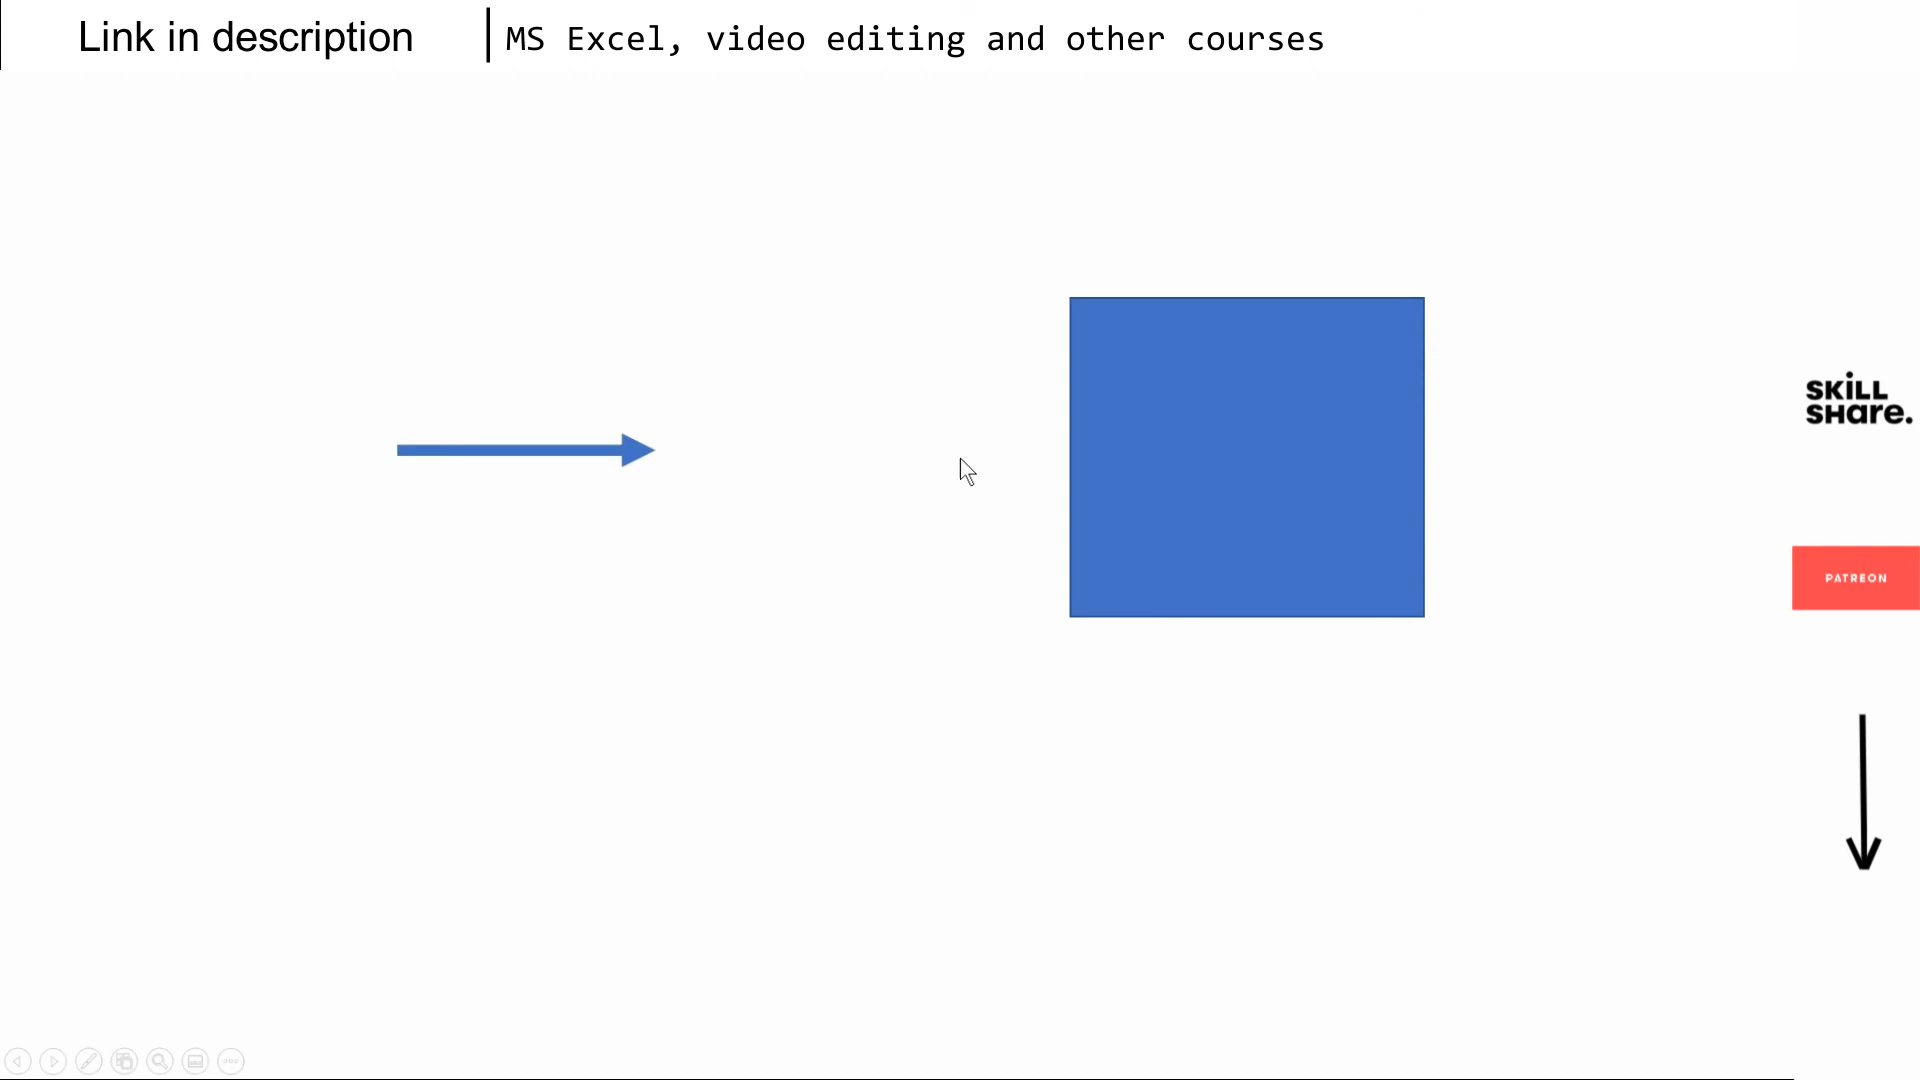 Link in description
MS Excel, video editing and other courses
SKiLL
SHare.
PATREON